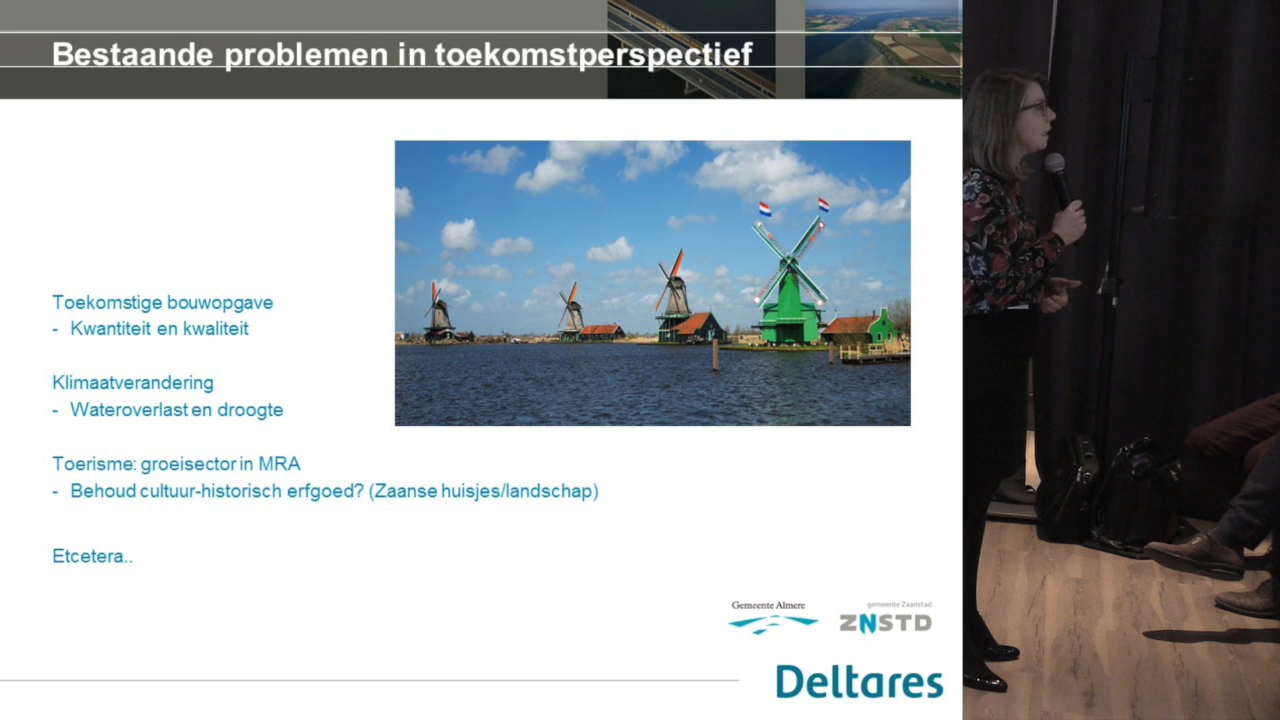 Bestaande problemen in toekomstperspectief
Toekomstige bouwopgave
- Kwantiteit en kwaliteit
Klimaatverandering
- Wateroverlast en droogte
Toerisme: groeisector in MRA
- Behoud cultuur-historisch erfgoed? (Zaanse huisjes/landschap)
Etcetera..
Gemeente Almere
gemeente Zaanstad
ZNSTD
Deltares